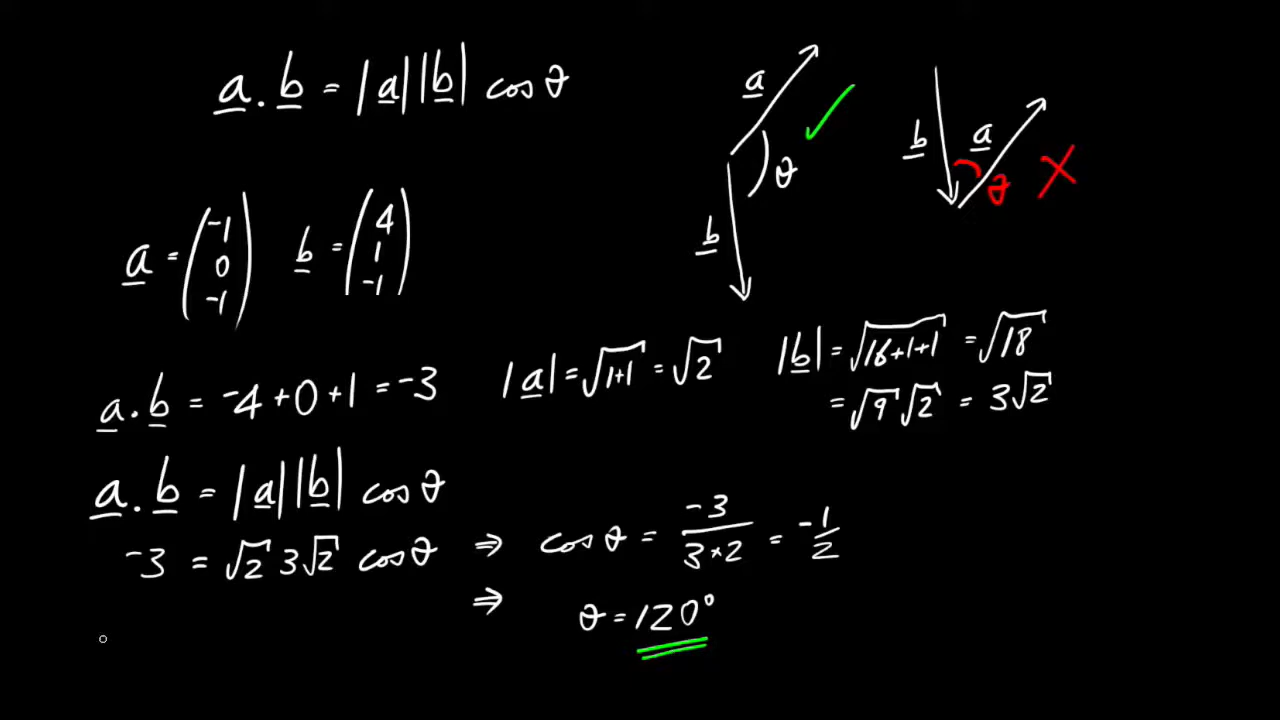 a . b = |a| |b| cos θ
a
θ
b
b
a
θ
a = (-1 0 -1) b = (4 1 -1)
a . b = -4 + 0 + 1 = -3
|a| = √1+1 = √2
|b| = √16+1+1 = √18
= √9 √2 = 3√2
a . b = |a| |b| cos θ
-3 = √2 3√2 cos θ ⇒ cos θ = -3 / 3×2 = -1/2
⇒ θ = 120°